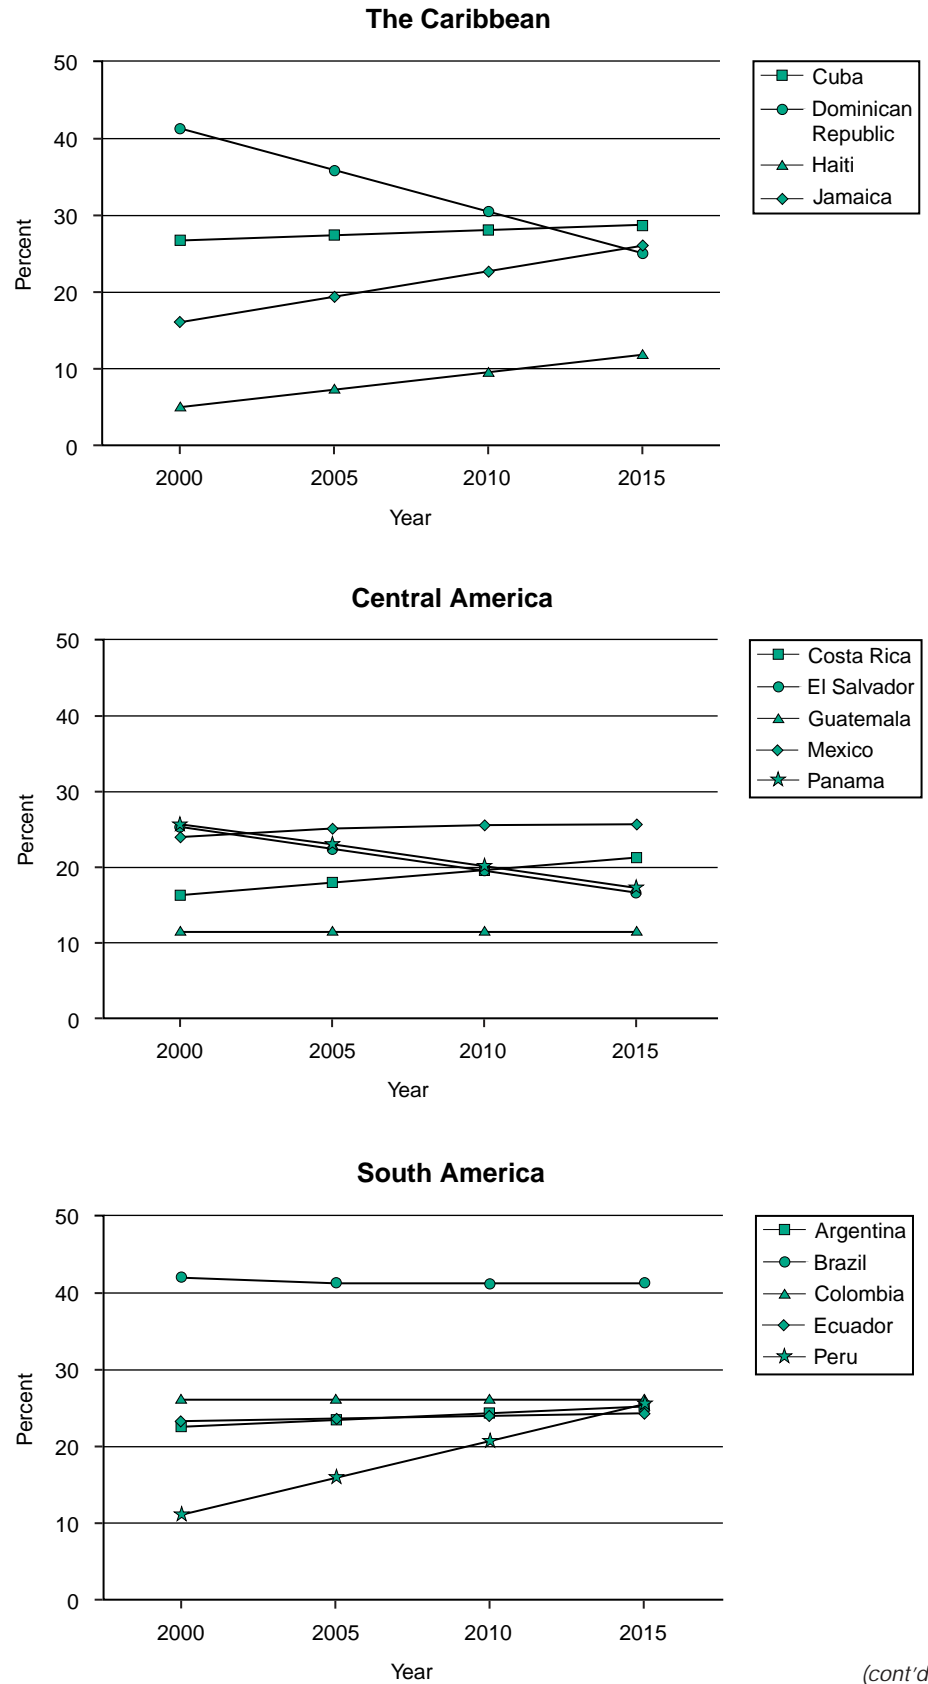 The Caribbean
50
40
30
20
10
0
Percent
2000 2005 2010 2015
Year
Cuba
Dominican
Republic
Haiti
Jamaica
Central America
50
40
30
20
10
0
Percent
2000 2005 2010 2015
Year
Costa Rica
El Salvador
Guatemala
Mexico
Panama
South America
50
40
30
20
10
0
Percent
2000 2005 2010 2015
Year
Argentina
Brazil
Colombia
Ecuador
Peru
(cont'd